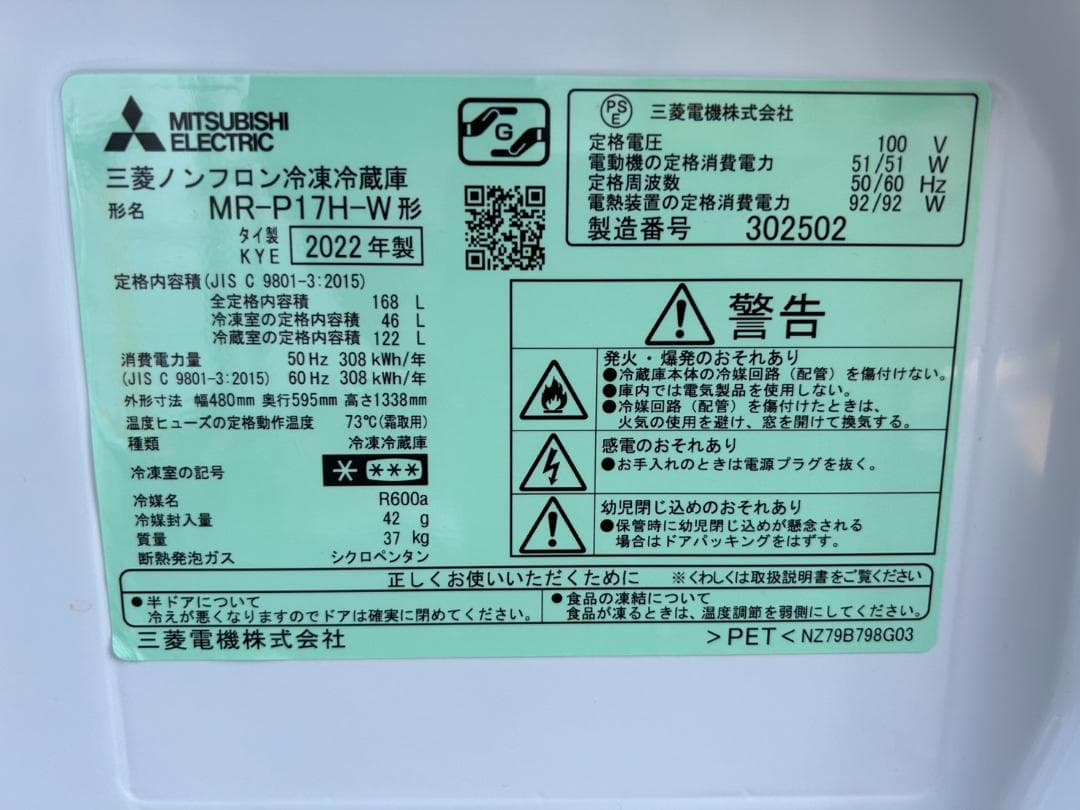 MITSUBISHI
ELECTRIC
三菱ノンフロン冷凍冷蔵庫
形名 MR-P17H-W形
タイ製
KYE 2022年製
定格内容積(JIS C 9801-3:2015)
全定格内容積 168 L
冷凍室の定格内容積 46 L
冷蔵室の定格内容積 122 L
消費電力量 50 Hz 308 kWh/年
(JIS C 9801-3:2015) 60 Hz 308 kWh/年
外形寸法 幅480mm 奥行595mm 高さ1338mm
温度ヒューズの定格動作温度 73℃(霜取用)
種類 冷凍冷蔵庫
冷凍室の記号 * ***
冷媒名 R600a
冷媒封入量 42 g
質量 37 kg
断熱発泡ガス シクロペンタン
G
PS
E
三菱電機株式会社
定格電圧 100 V
電動機の定格消費電力 51/51 W
定格周波数 50/60 Hz
電熱装置の定格消費電力 92/92 W
製造番号 302502
警告
発火・爆発のおそれあり
●冷蔵庫本体の冷媒回路(配管)を傷付けない。
●庫内では電気製品を使用しない。
●冷媒回路(配管)を傷付けたときは、
火気の使用を避け、窓を開けて換気する。
感電のおそれあり
●お手入れのときは電源プラグを抜く。
幼児閉じ込めのおそれあり
●保管時に幼児閉じ込めが懸念される
場合はドアパッキングをはずす。
正しくお使いいただくために ※くわしくは取扱説明書をご覧ください
●半ドアについて
冷えが悪くなりますのでドアは確実に閉めてください。
●食品の凍結について
食品が凍るときは、温度調節を弱側にしてください。
三菱電機株式会社
>PET< NZ79B798G03